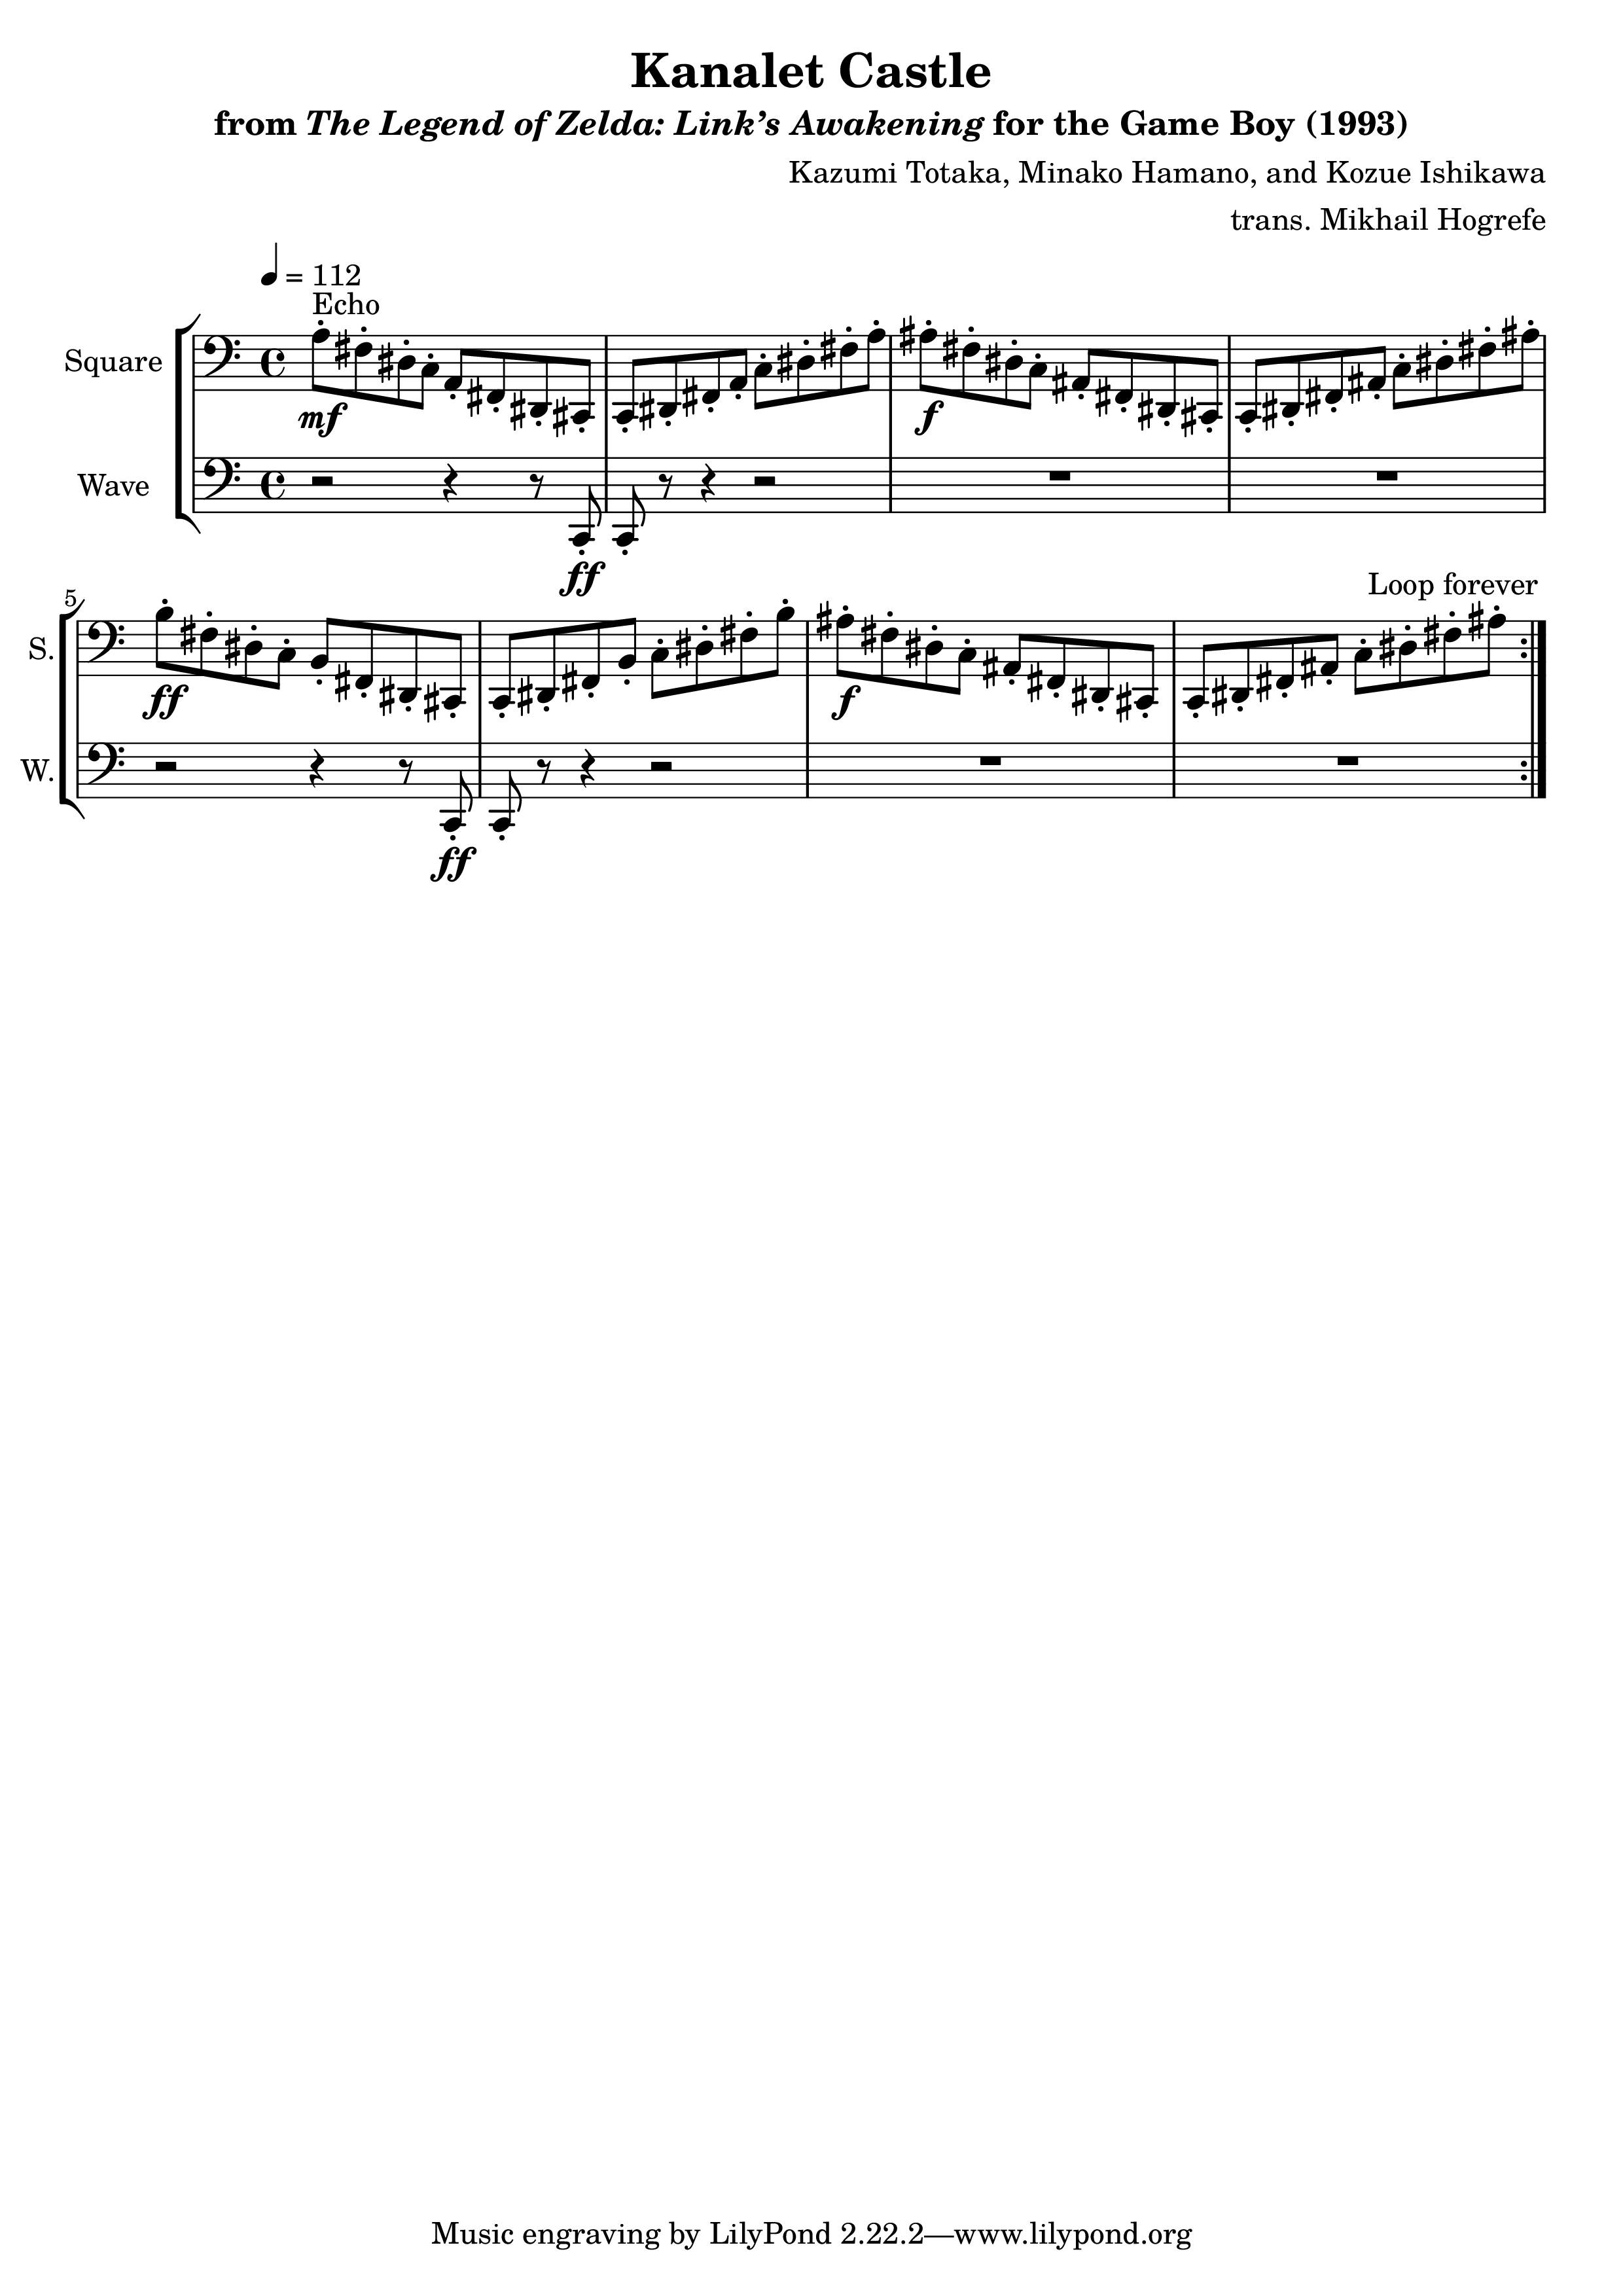 Kanalet Castle
from The Legend of Zelda: Link’s Awakening for the Game Boy (1993)
Kazumi Totaka, Minako Hamano, and Kozue Ishikawa
trans. Mikhail Hogrefe
= 112
Echo
Square
mf
f
Wave
ff
Loop forever
5
S.
ff
f
W.
ff
Music engraving by LilyPond 2.22.2—www.lilypond.org